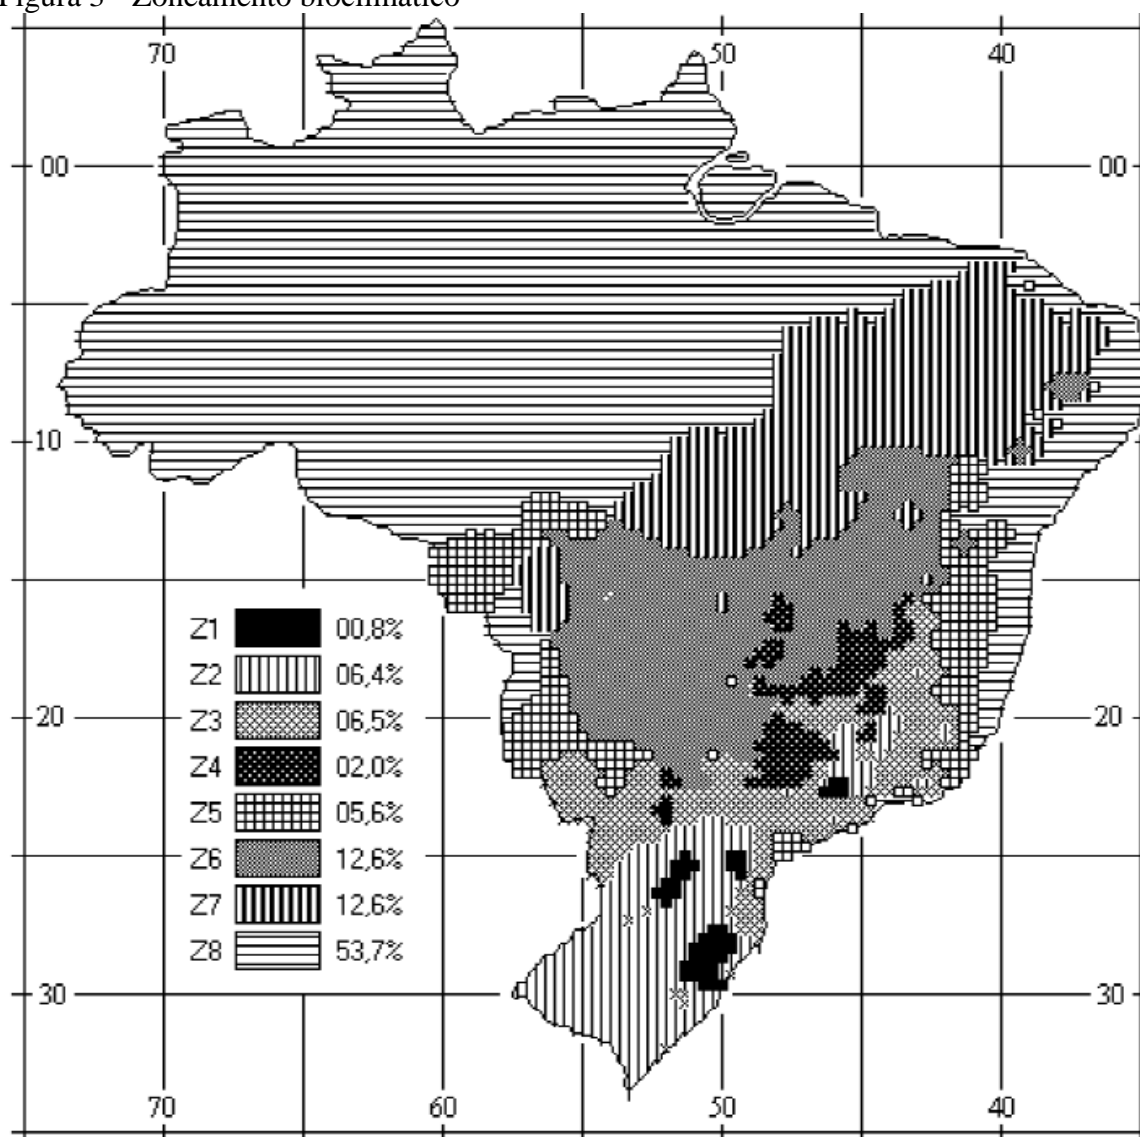 Figura 3 - Zoneamento bioclimático
70 50 40
00 00
10
Z1 00,8%
Z2 06,4%
Z3 06,5%
20 20
Z4 02,0%
Z5 05,6%
Z6 12,6%
Z7 12,6%
Z8 53,7%
30 30
70 60 50 40